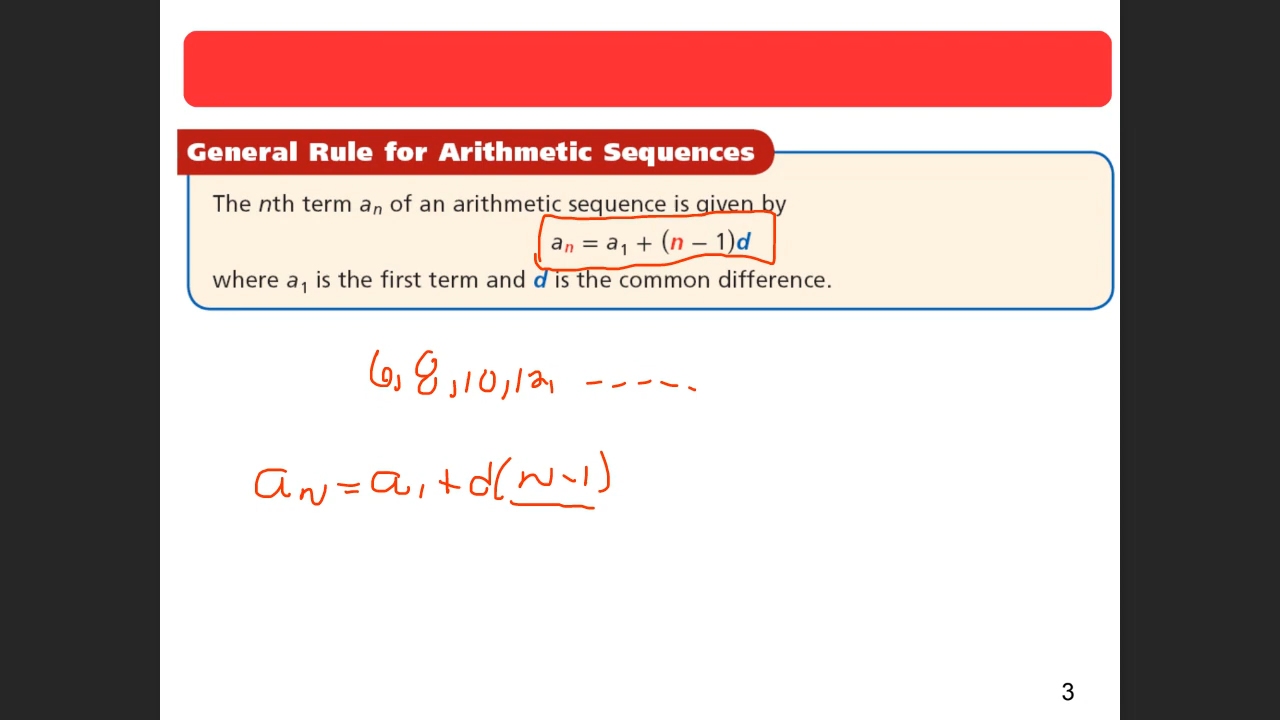 General Rule for Arithmetic Sequences
The nth term aₙ of an arithmetic sequence is given by
aₙ = a₁ + (n − 1)d
where a₁ is the first term and d is the common difference.
6, 8, 10, 12, ------
aₙ = a₁ + d(n-1)
3